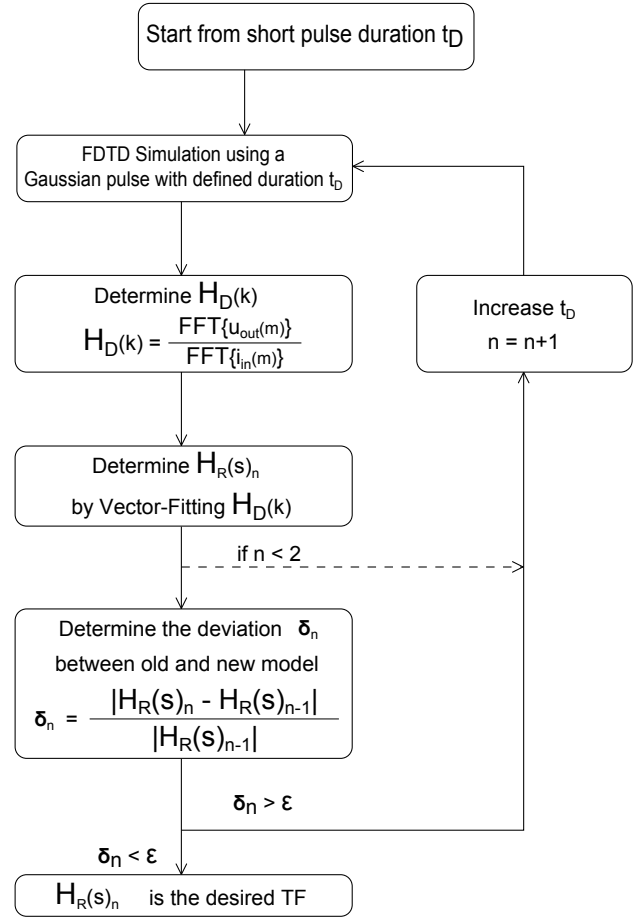 Start from short pulse duration t_D
FDTD Simulation using a
Gaussian pulse with defined duration t_D
Determine H_D(k)
H_D(k) = FFT{u_out(m)} / FFT{i_in(m)}
Increase t_D
n = n+1
Determine H_R(s)_n
by Vector-Fitting H_D(k)
if n < 2
Determine the deviation δ_n
between old and new model
δ_n = |H_R(s)_n - H_R(s)_n-1| / |H_R(s)_n-1|
δn > ε
δn < ε
H_R(s)_n is the desired TF